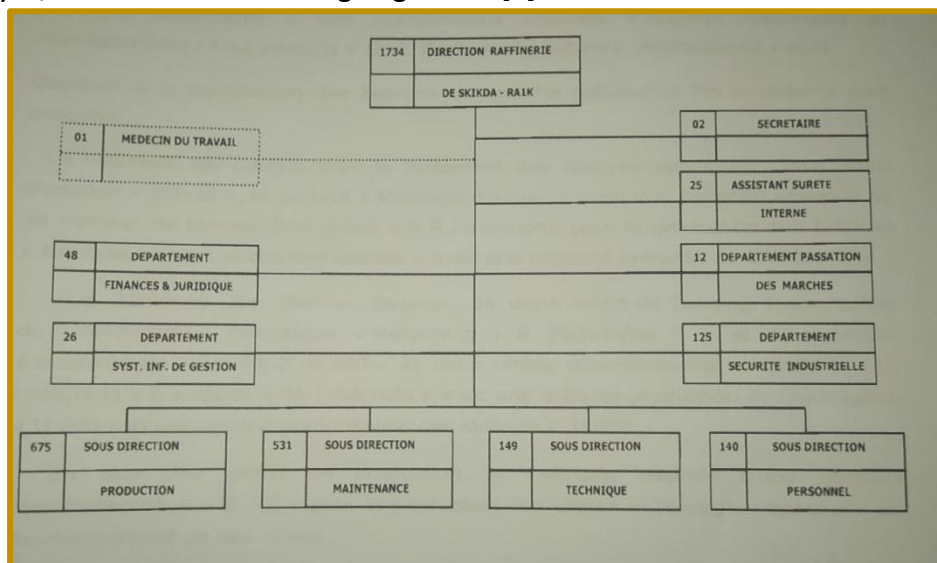 1734 DIRECTION RAFFINERIE
DE SKIKDA - RA1K
01 MEDECIN DU TRAVAIL
02 SECRETAIRE
25 ASSISTANT SURETE
INTERNE
48 DEPARTEMENT
FINANCES & JURIDIQUE
12 DEPARTEMENT PASSATION
DES MARCHES
26 DEPARTEMENT
SYST. INF. DE GESTION
125 DEPARTEMENT
SECURITE INDUSTRIELLE
675 SOUS DIRECTION
PRODUCTION
531 SOUS DIRECTION
MAINTENANCE
149 SOUS DIRECTION
TECHNIQUE
140 SOUS DIRECTION
PERSONNEL